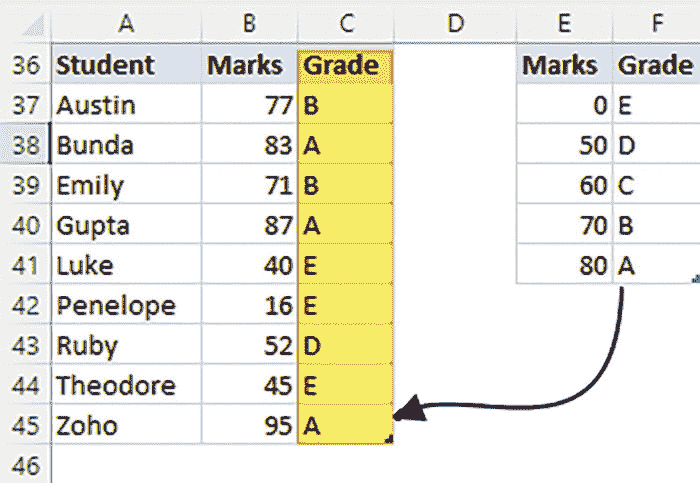 A B C D E F
36 Student Marks Grade Marks Grade
37 Austin 77 B 0 E
38 Bunda 83 A 50 D
39 Emily 71 B 60 C
40 Gupta 87 A 70 B
41 Luke 40 E 80 A
42 Penelope 16 E
43 Ruby 52 D
44 Theodore 45 E
45 Zoho 95 A
46